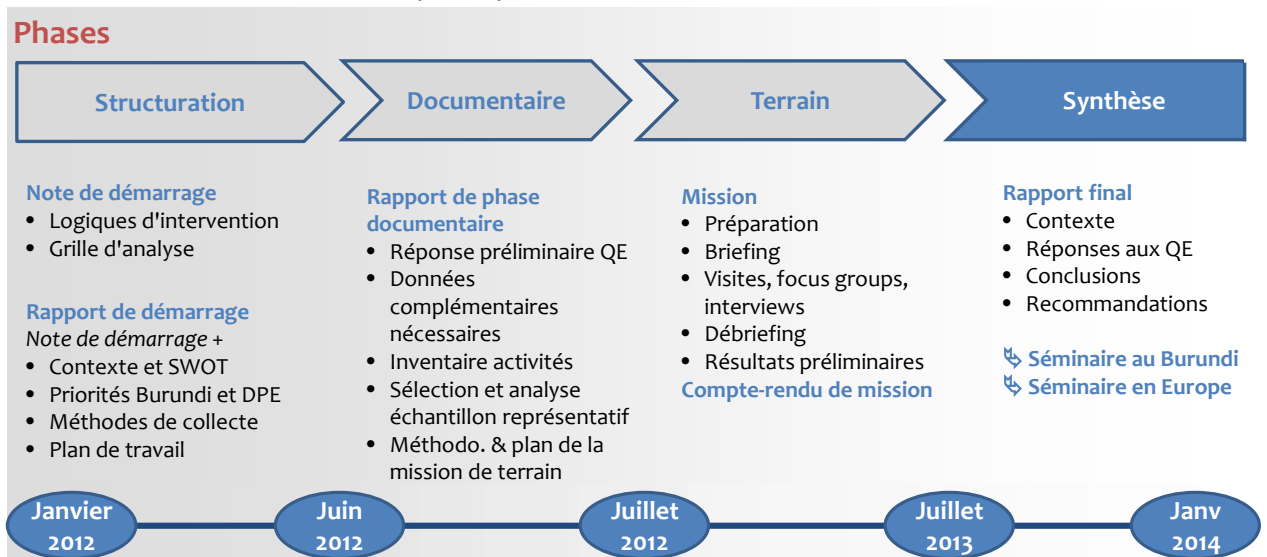 Phases
Structuration
Documentaire
Terrain
Synthèse
Note de démarrage
• Logiques d'intervention
• Grille d'analyse
Rapport de démarrage
Note de démarrage +
• Contexte et SWOT
• Priorités Burundi et DPE
• Méthodes de collecte
• Plan de travail
Rapport de phase
documentaire
• Réponse préliminaire QE
• Données
complémentaires
nécessaires
• Inventaire activités
• Sélection et analyse
échantillon représentatif
• Méthodo. & plan de la
mission de terrain
Mission
• Préparation
• Briefing
• Visites, focus groups,
interviews
• Débriefing
• Résultats préliminaires
Compte-rendu de mission
Rapport final
• Contexte
• Réponses aux QE
• Conclusions
• Recommandations
Séminaire au Burundi
Séminaire en Europe
Janvier
2012
Juin
2012
Juillet
2012
Juillet
2013
Janv
2014